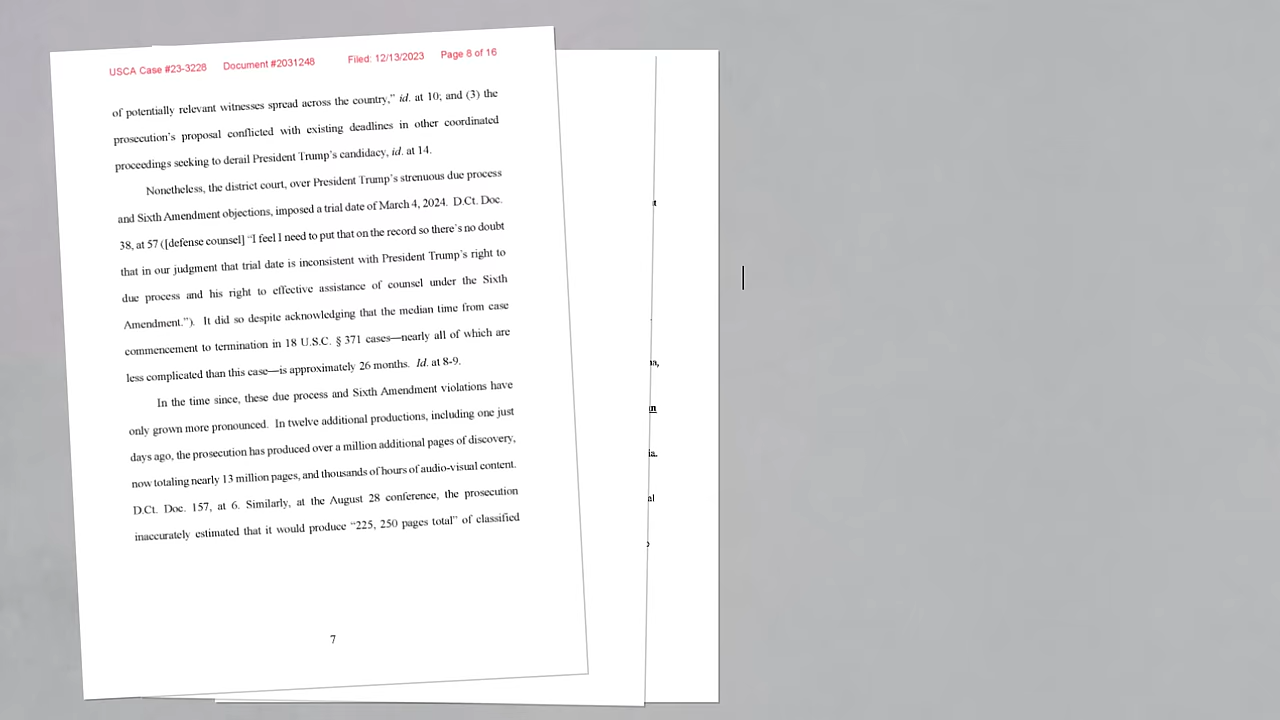 USCA Case #23-3228 Document #2031248 Filed: 12/13/2023 Page 8 of 16
of potentially relevant witnesses spread across the country,” id. at 10; and (3) the
prosecution’s proposal conflicted with existing deadlines in other coordinated
proceedings seeking to derail President Trump’s candidacy, id. at 14.
Nonetheless, the district court, over President Trump’s strenuous due process
and Sixth Amendment objections, imposed a trial date of March 4, 2024. D.Ct. Doc.
38, at 57 ([defense counsel] “I feel I need to put that on the record so there’s no doubt
that in our judgment that trial date is inconsistent with President Trump’s right to
due process and his right to effective assistance of counsel under the Sixth
Amendment.”). It did so despite acknowledging that the median time from case
commencement to termination in 18 U.S.C. § 371 cases—nearly all of which are
less complicated than this case—is approximately 26 months. Id. at 8-9.
In the time since, these due process and Sixth Amendment violations have
only grown more pronounced. In twelve additional productions, including one just
days ago, the prosecution has produced over a million additional pages of discovery,
now totaling nearly 13 million pages, and thousands of hours of audio-visual content.
D.Ct. Doc. 157, at 6. Similarly, at the August 28 conference, the prosecution
inaccurately estimated that it would produce “225, 250 pages total” of classified
7